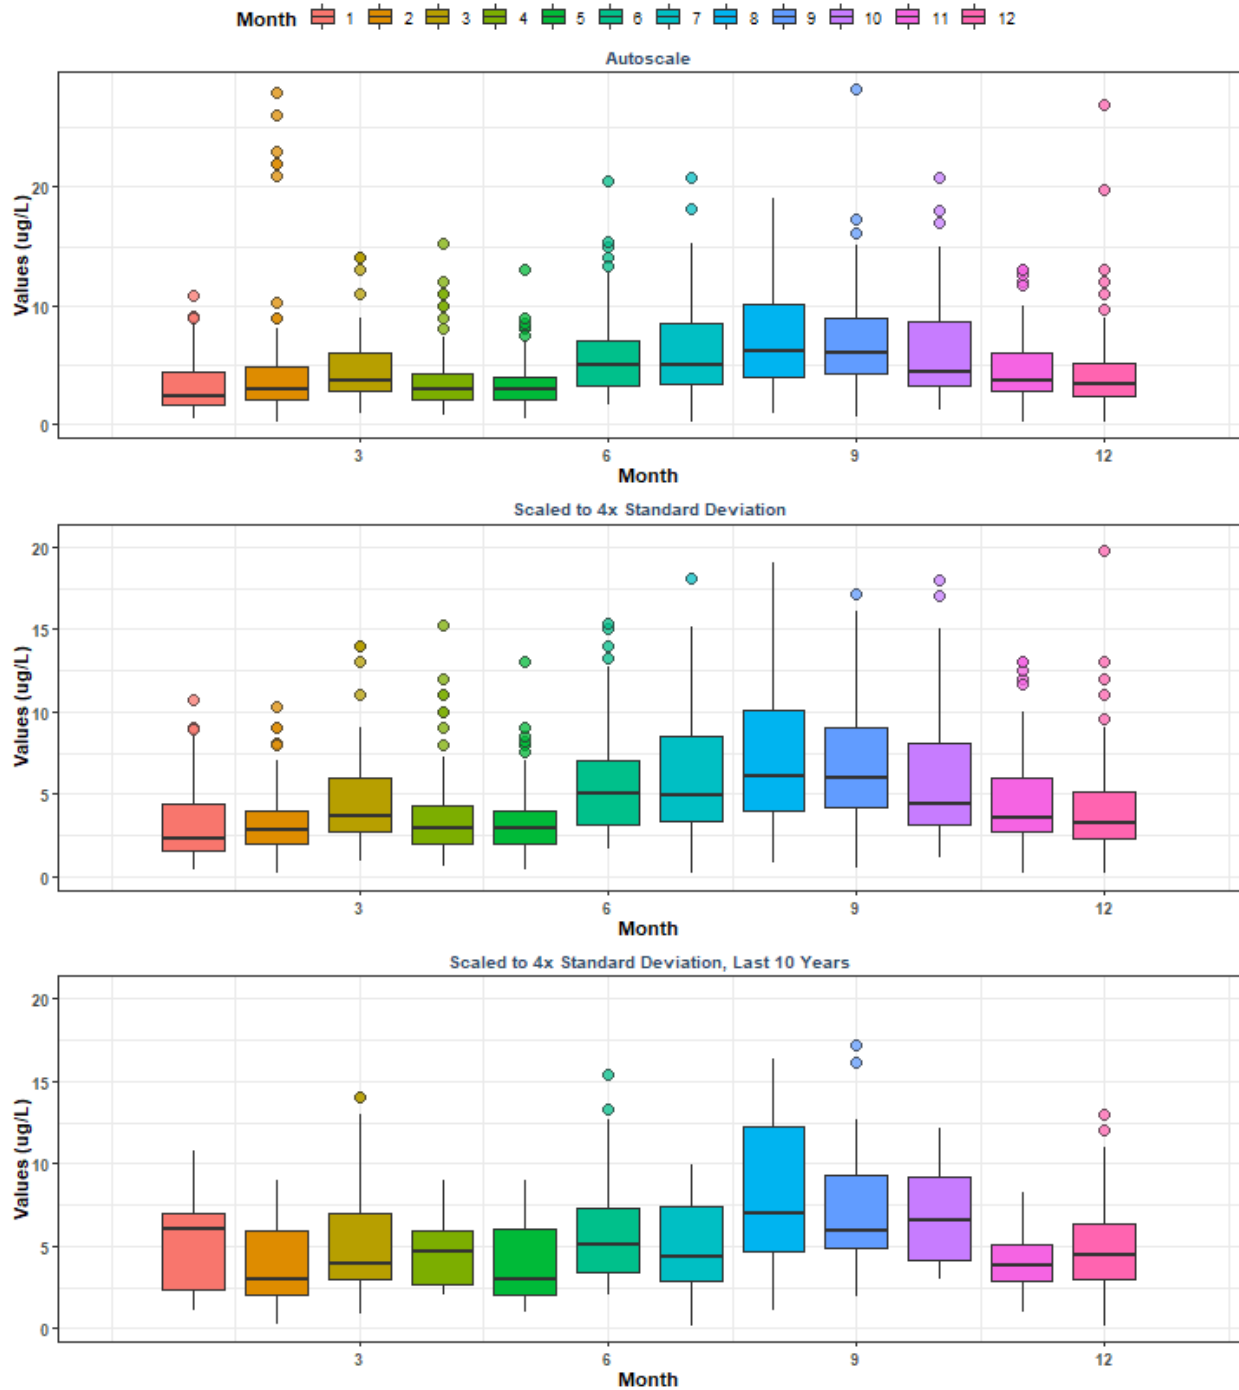 Month 1 2 3 4 5 6 7 8 9 10 11 12
Autoscale
Values (ug/L)
20
10
0
3 6 9 12
Month
Scaled to 4x Standard Deviation
Values (ug/L)
20
15
10
5
0
3 6 9 12
Month
Scaled to 4x Standard Deviation, Last 10 Years
Values (ug/L)
20
15
10
5
0
3 6 9 12
Month